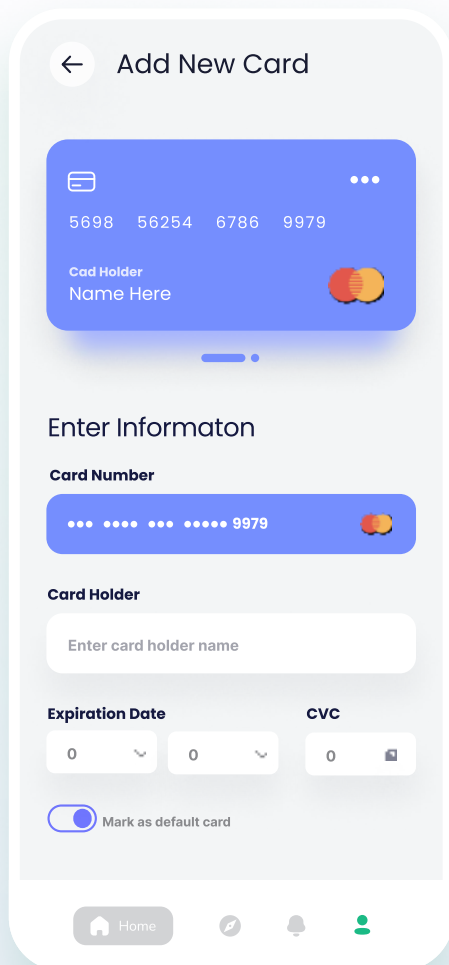 Add New Card
5698 56254 6786 9979
Cad Holder
Name Here
Enter Informaton
Card Number
••• •••• ••• ••••• 9979
Card Holder
Enter card holder name
Expiration Date CVC
0 0 0
Mark as default card
Home